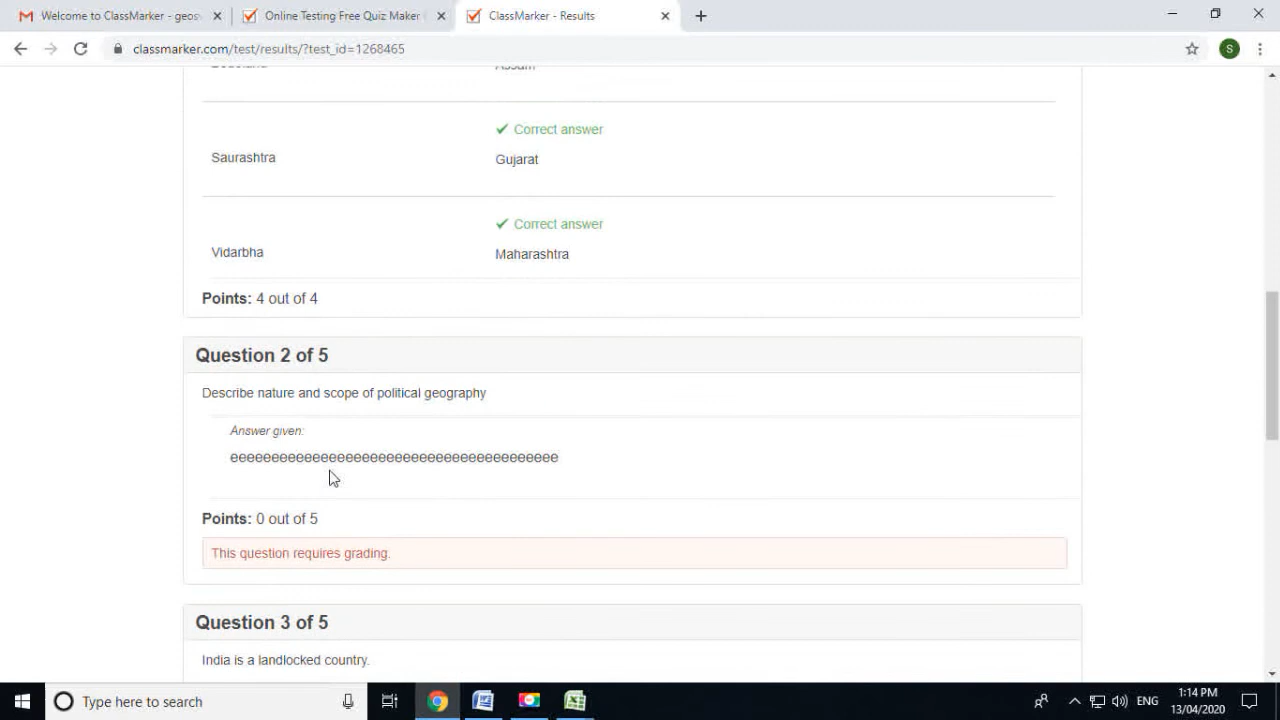 Welcome to ClassMarker - geosv
Online Testing Free Quiz Maker
ClassMarker - Results
classmarker.com/test/results/?test_id=1268465
S
Assam
✔ Correct answer
Saurashtra
Gujarat
✔ Correct answer
Vidarbha
Maharashtra
Points: 4 out of 4
Question 2 of 5
Describe nature and scope of political geography
Answer given:
eeeeeeeeeeeeeeeeeeeeeeeeeeeeeeeeeeeeeeee
Points: 0 out of 5
This question requires grading.
Question 3 of 5
India is a landlocked country.
Type here to search
ENG
1:14 PM
13/04/2020